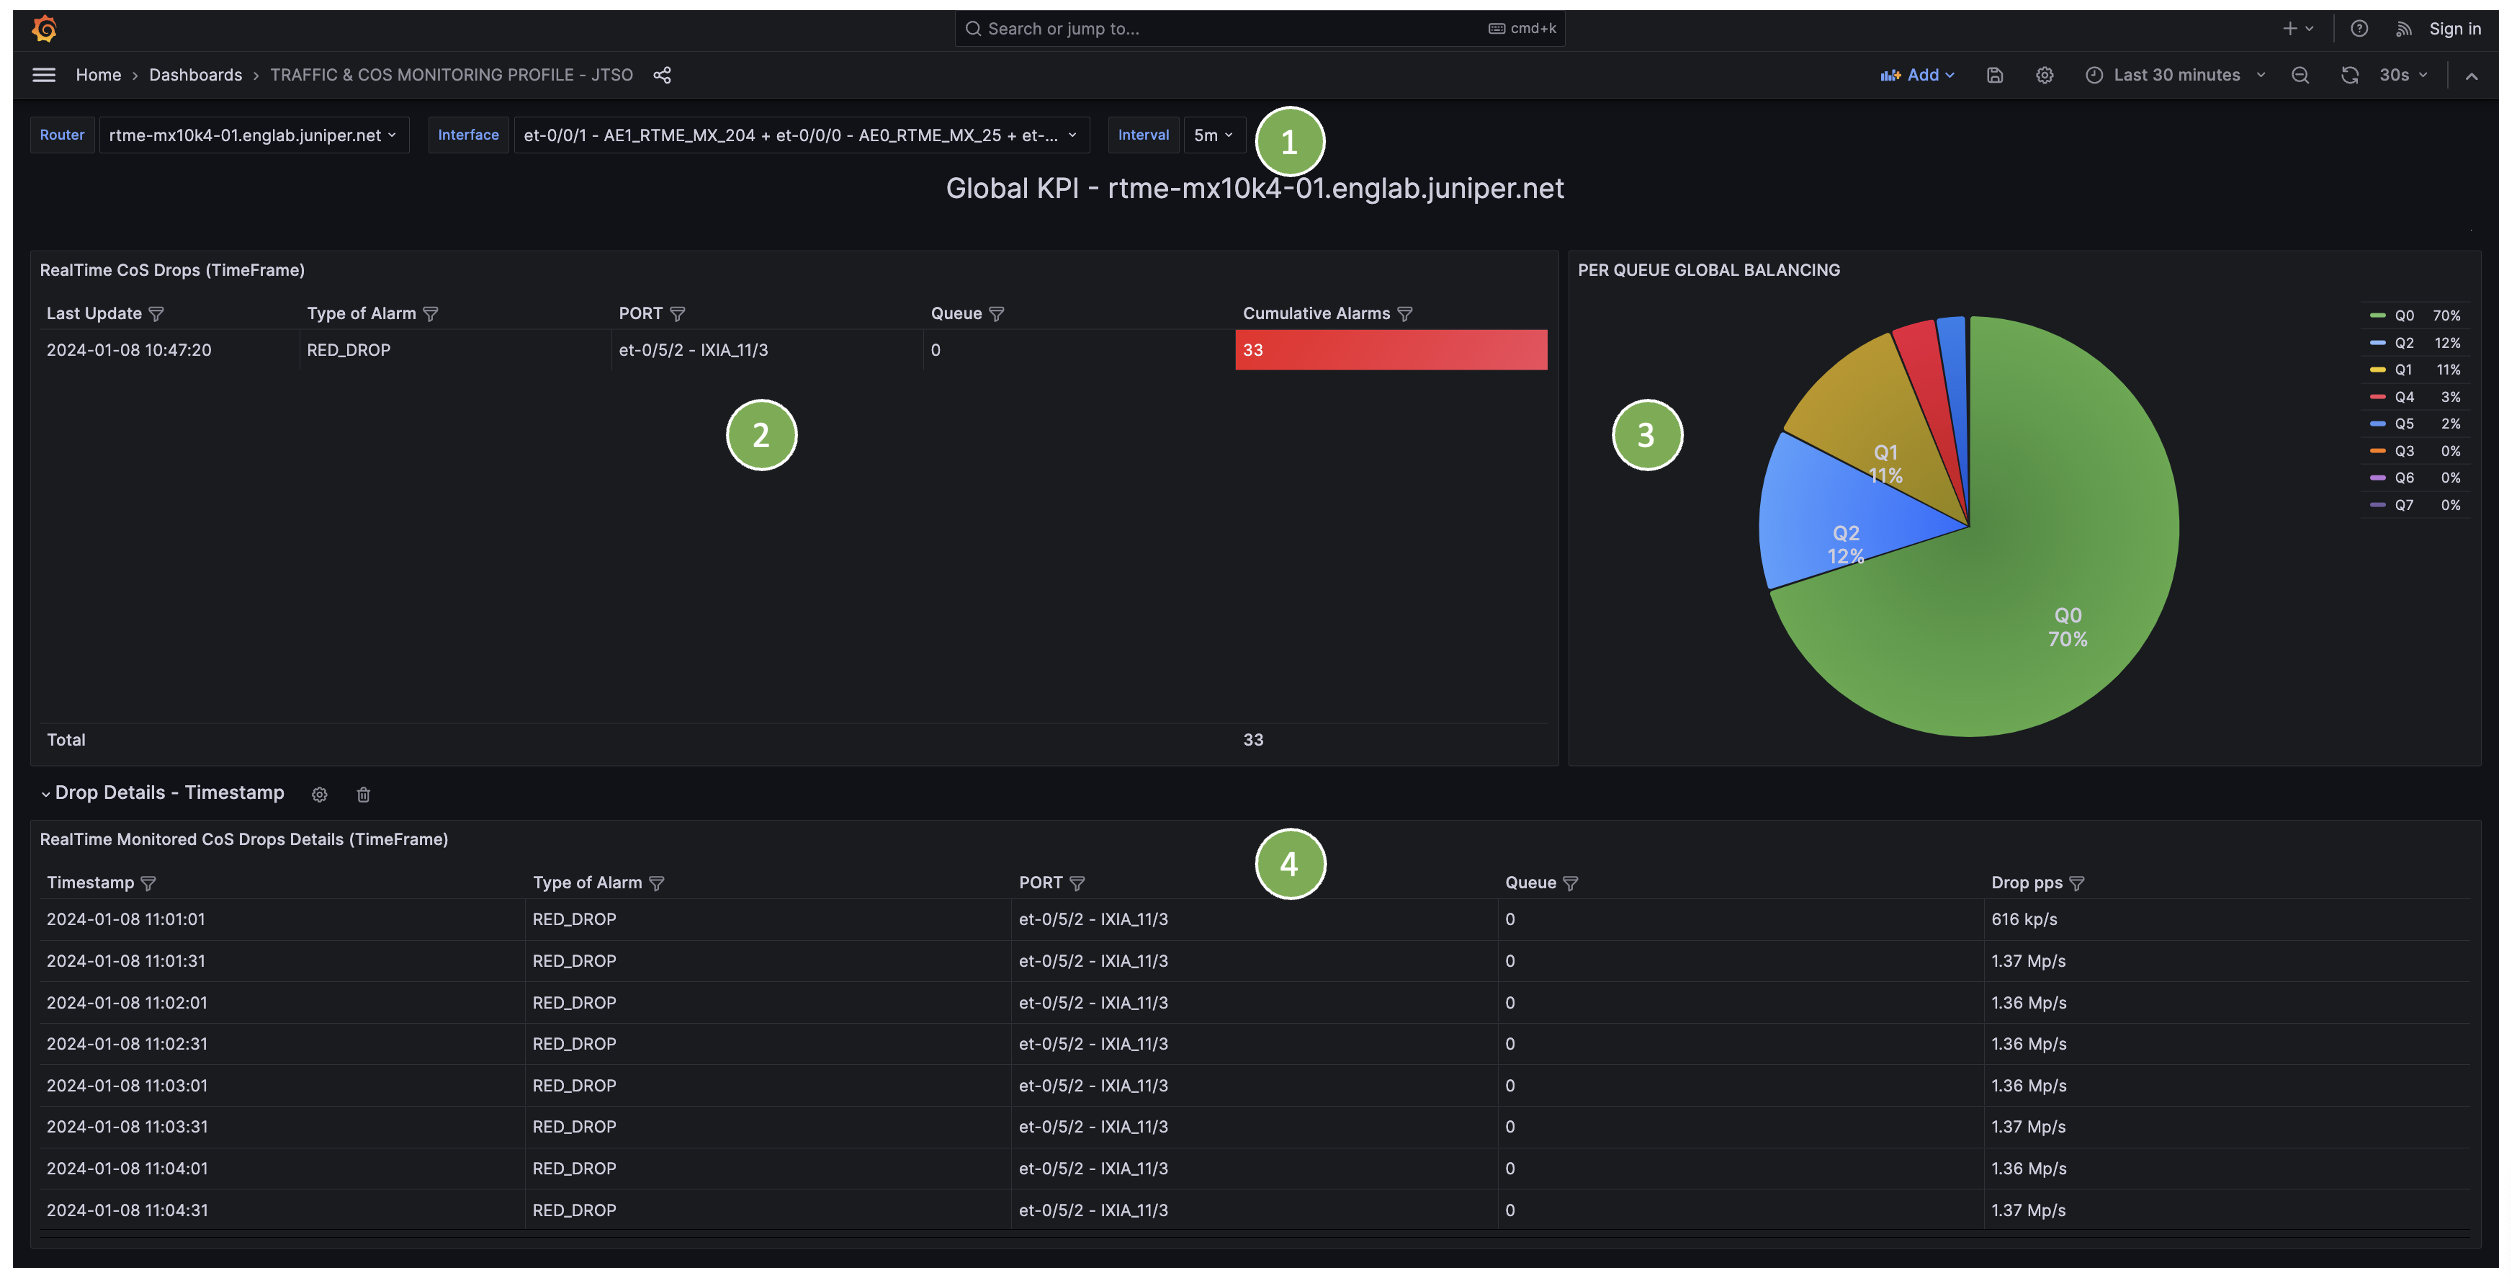 Search or jump to... cmd+k Sign in
Home › Dashboards › TRAFFIC & COS MONITORING PROFILE - JTSO Add Last 30 minutes 30s
Router rtme-mx10k4-01.englab.juniper.net Interface et-0/0/1 - AE1_RTME_MX_204 + et-0/0/0 - AE0_RTME_MX_25 + et-... Interval 5m 1
Global KPI - rtme-mx10k4-01.englab.juniper.net
RealTime CoS Drops (TimeFrame)
Last Update Type of Alarm PORT Queue Cumulative Alarms
2024-01-08 10:47:20 RED_DROP et-0/5/2 - IXIA_11/3 0 33
2
Total 33
PER QUEUE GLOBAL BALANCING
3
Q1
11%
Q2
12%
Q0
70%
Q0 70%
Q2 12%
Q1 11%
Q4 3%
Q5 2%
Q3 0%
Q6 0%
Q7 0%
Drop Details - Timestamp
RealTime Monitored CoS Drops Details (TimeFrame)
4
Timestamp Type of Alarm PORT Queue Drop pps
2024-01-08 11:01:01 RED_DROP et-0/5/2 - IXIA_11/3 0 616 kp/s
2024-01-08 11:01:31 RED_DROP et-0/5/2 - IXIA_11/3 0 1.37 Mp/s
2024-01-08 11:02:01 RED_DROP et-0/5/2 - IXIA_11/3 0 1.36 Mp/s
2024-01-08 11:02:31 RED_DROP et-0/5/2 - IXIA_11/3 0 1.36 Mp/s
2024-01-08 11:03:01 RED_DROP et-0/5/2 - IXIA_11/3 0 1.36 Mp/s
2024-01-08 11:03:31 RED_DROP et-0/5/2 - IXIA_11/3 0 1.37 Mp/s
2024-01-08 11:04:01 RED_DROP et-0/5/2 - IXIA_11/3 0 1.36 Mp/s
2024-01-08 11:04:31 RED_DROP et-0/5/2 - IXIA_11/3 0 1.37 Mp/s